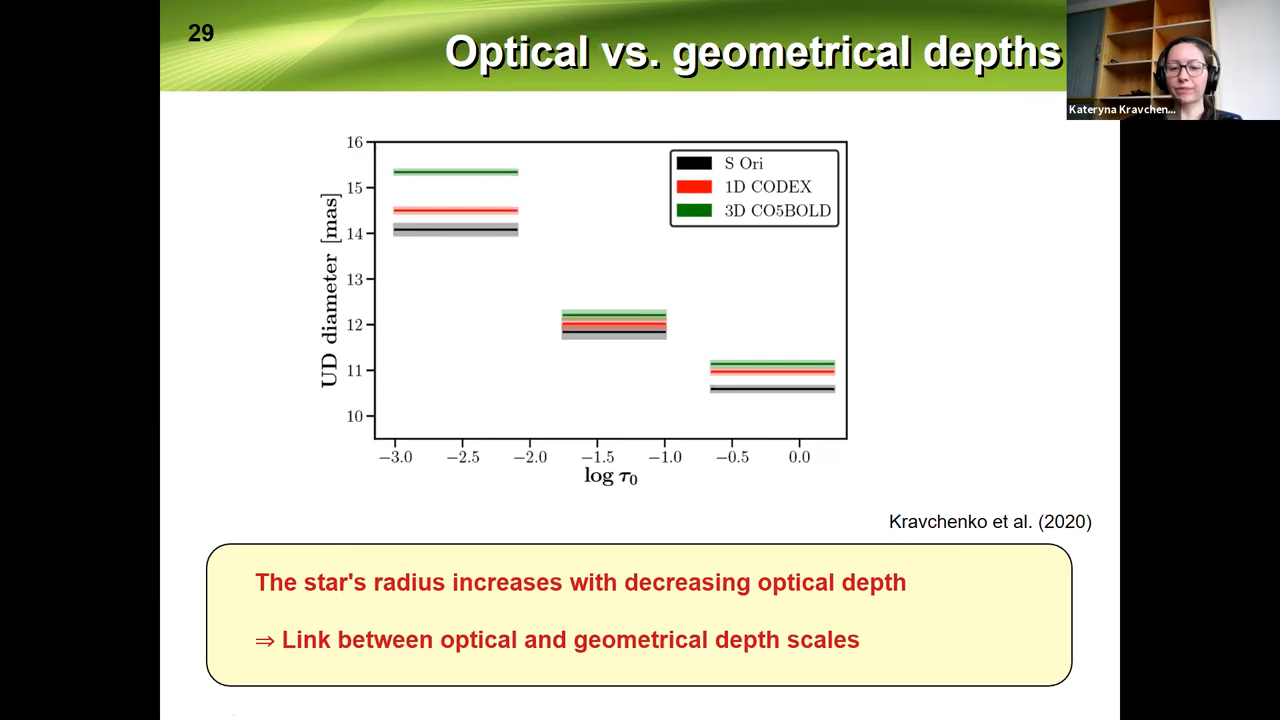 29
Optical vs. geometrical depths
Kateryna Kravchen...
16
15
14
13
12
11
10
UD diameter [mas]
S Ori
1D CODEX
3D CO5BOLD
−3.0 −2.5 −2.0 −1.5 −1.0 −0.5 0.0
log τ₀
Kravchenko et al. (2020)
The star's radius increases with decreasing optical depth
⇒ Link between optical and geometrical depth scales